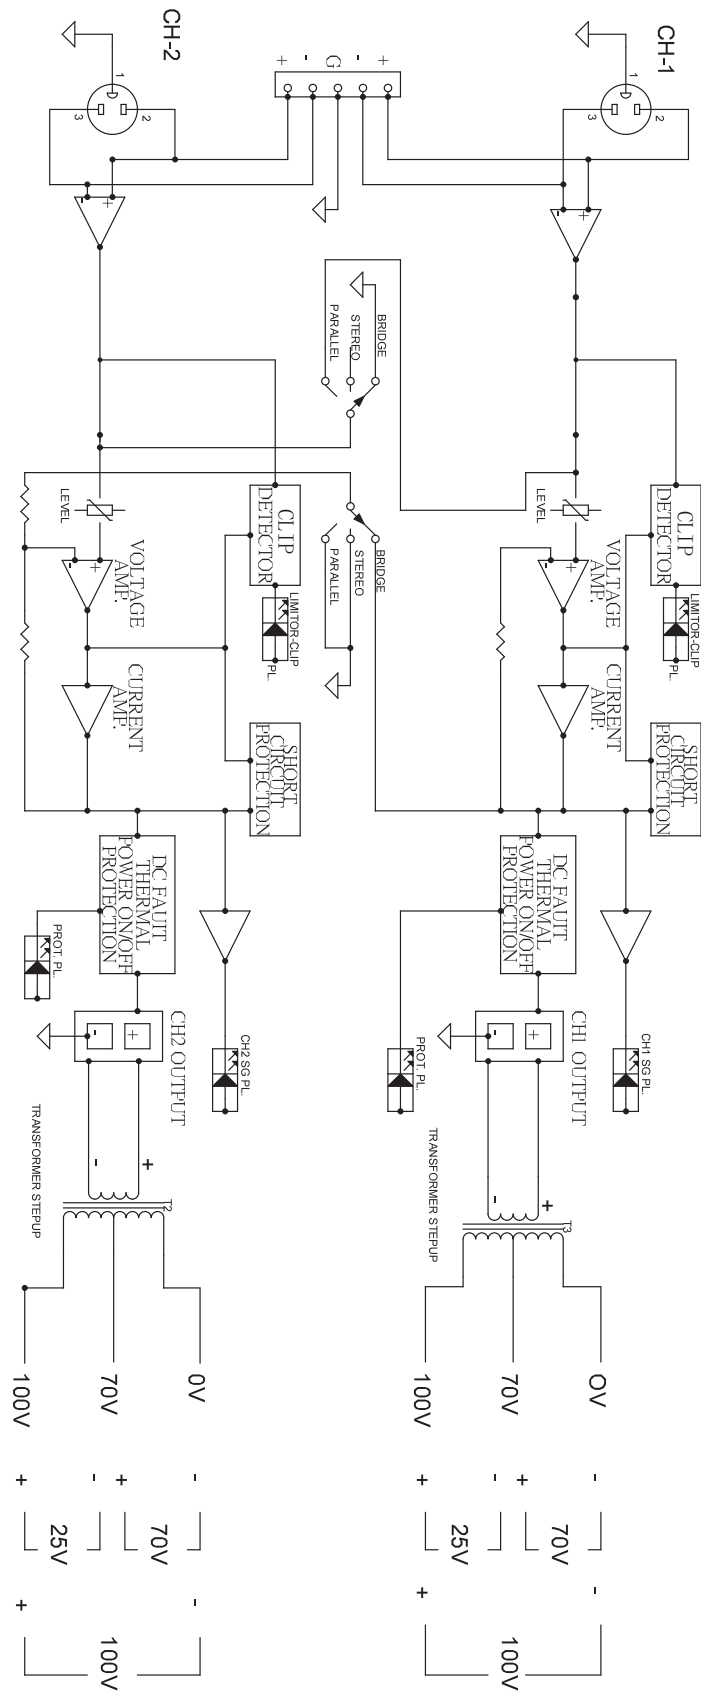 CH-1
1
2
3
+
-
G
-
+
CH-2
1
2
3
-
+
-
+
BRIDGE
STEREO
PARALLEL
CLIP
DETECTOR
LIMITOR-CLIP
PL.
LEVEL
VOLTAGE
AMP.
-
+
CURRENT
AMP.
SHORT
CIRCUIT
PROTECTION
DC FAUIT
THERMAL
POWER ON/OFF
PROTECTION
PROT. PL.
CH1 SG PL.
CH1 OUTPUT
+
-
+
-
T3
TRANSFORMER STEPUP
OV
70V
100V
-
70V
+
-
25V
+
-
100V
+
BRIDGE
STEREO
PARALLEL
CLIP
DETECTOR
LIMITOR-CLIP
PL.
LEVEL
VOLTAGE
AMP.
-
+
CURRENT
AMP.
SHORT
CIRCUIT
PROTECTION
DC FAUIT
THERMAL
POWER ON/OFF
PROTECTION
PROT. PL.
CH2 SG PL.
CH2 OUTPUT
+
-
+
-
T2
TRANSFORMER STEPUP
0V
70V
100V
-
70V
+
-
25V
+
-
100V
+